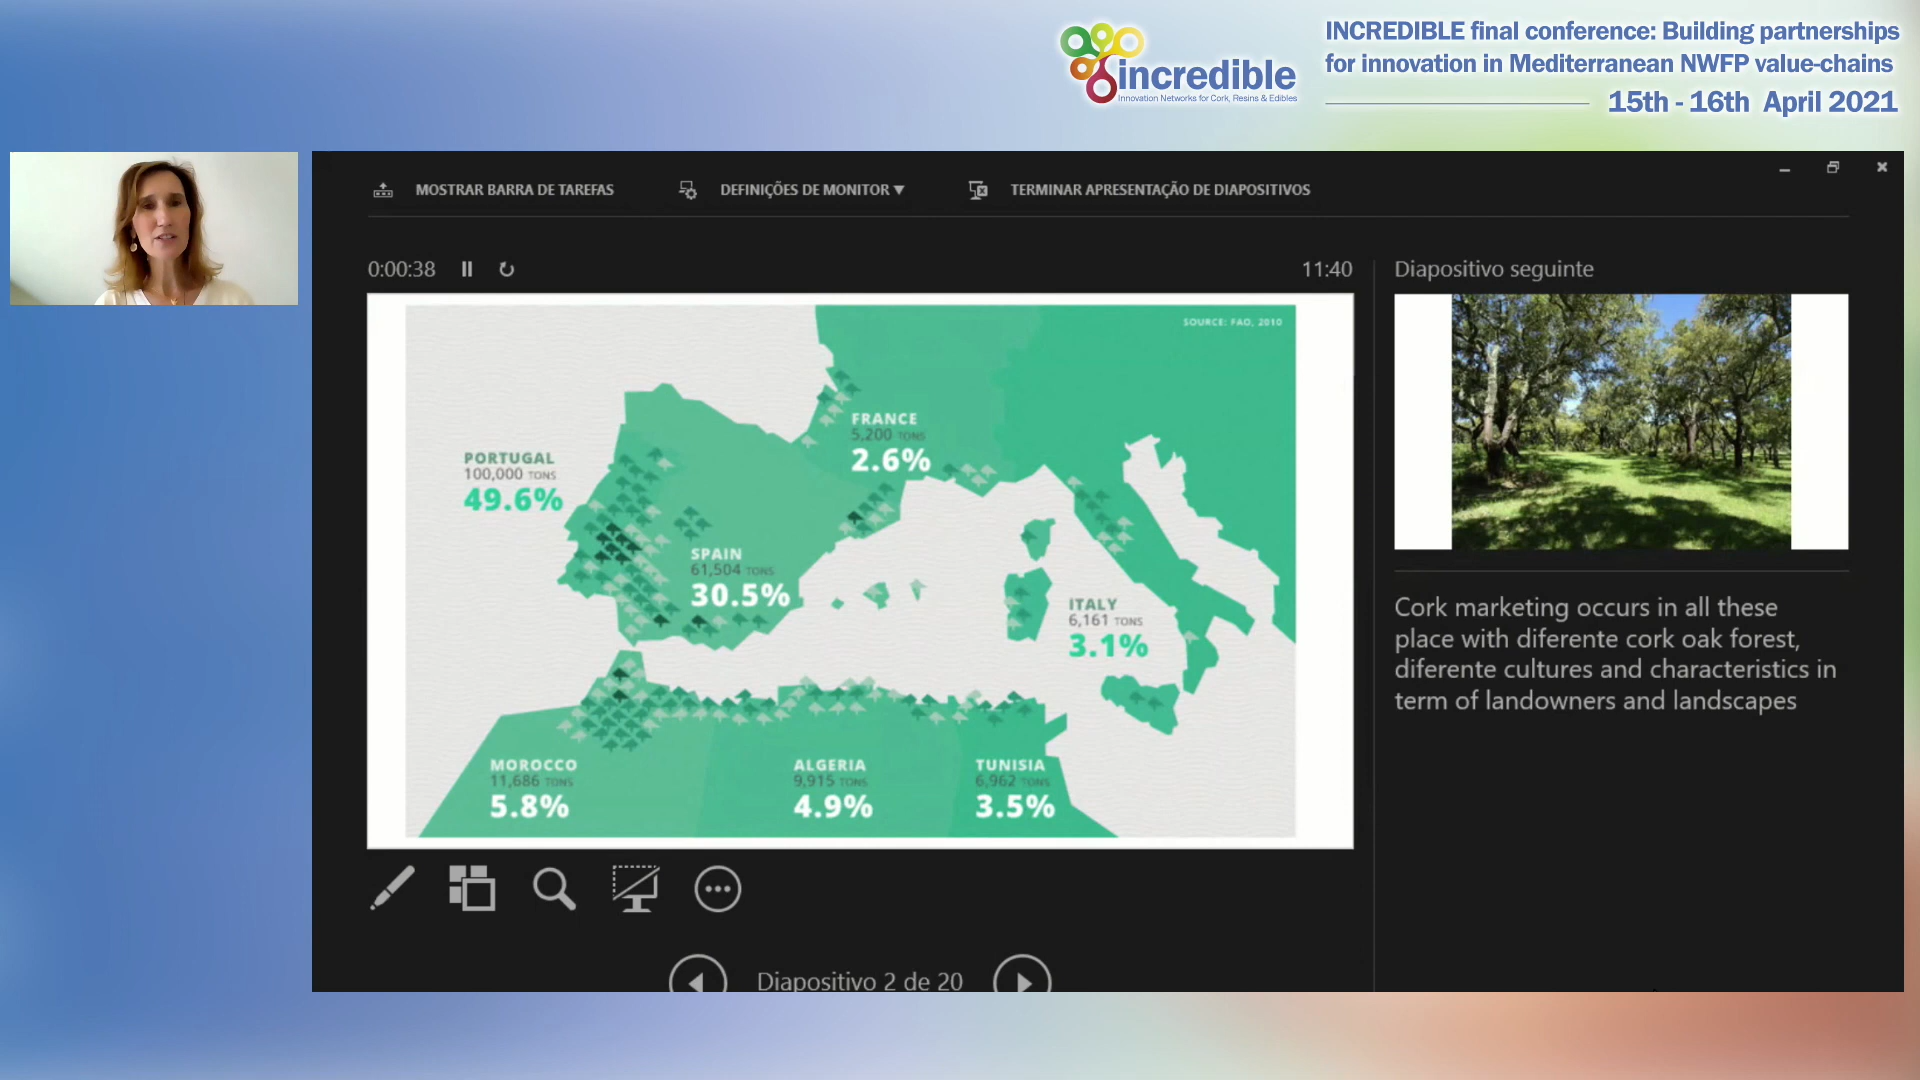 incredible
Innovation Networks for Cork, Resins & Edibles
INCREDIBLE final conference: Building partnerships
for innovation in Mediterranean NWFP value-chains
15th - 16th April 2021
MOSTRAR BARRA DE TAREFAS
DEFINIÇÕES DE MONITOR ▼
TERMINAR APRESENTAÇÃO DE DIAPOSITIVOS
0:00:38
11:40
Diapositivo seguinte
SOURCE: FAO, 2010
FRANCE
5,200 TONS
2.6%
PORTUGAL
100,000 TONS
49.6%
SPAIN
61,504 TONS
30.5%
ITALY
6,161 TONS
3.1%
MOROCCO
11,686 TONS
5.8%
ALGERIA
9,915 TONS
4.9%
TUNISIA
6,962 TONS
3.5%
Cork marketing occurs in all these
place with diferente cork oak forest,
diferente cultures and characteristics in
term of landowners and landscapes
Diapositivo 2 de 20